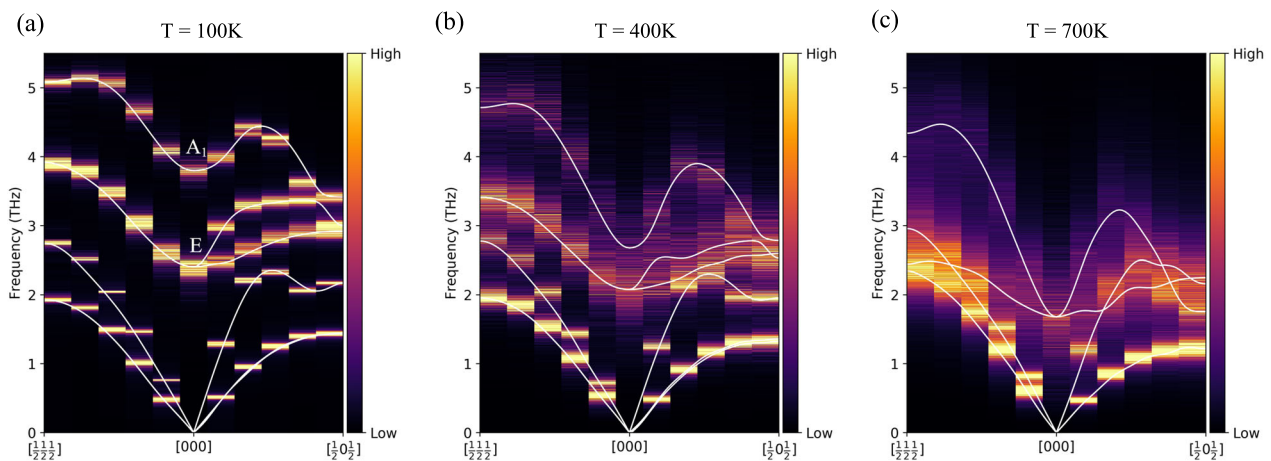 (a)
T = 100K
High
5
4
3
2
1
0
Frequency (THz)
A₁
E
Low
[½½½]
[000]
[½0½]
(b)
T = 400K
High
5
4
3
2
1
0
Frequency (THz)
Low
[½½½]
[000]
[½0½]
(c)
T = 700K
High
5
4
3
2
1
0
Frequency (THz)
Low
[½½½]
[000]
[½0½]